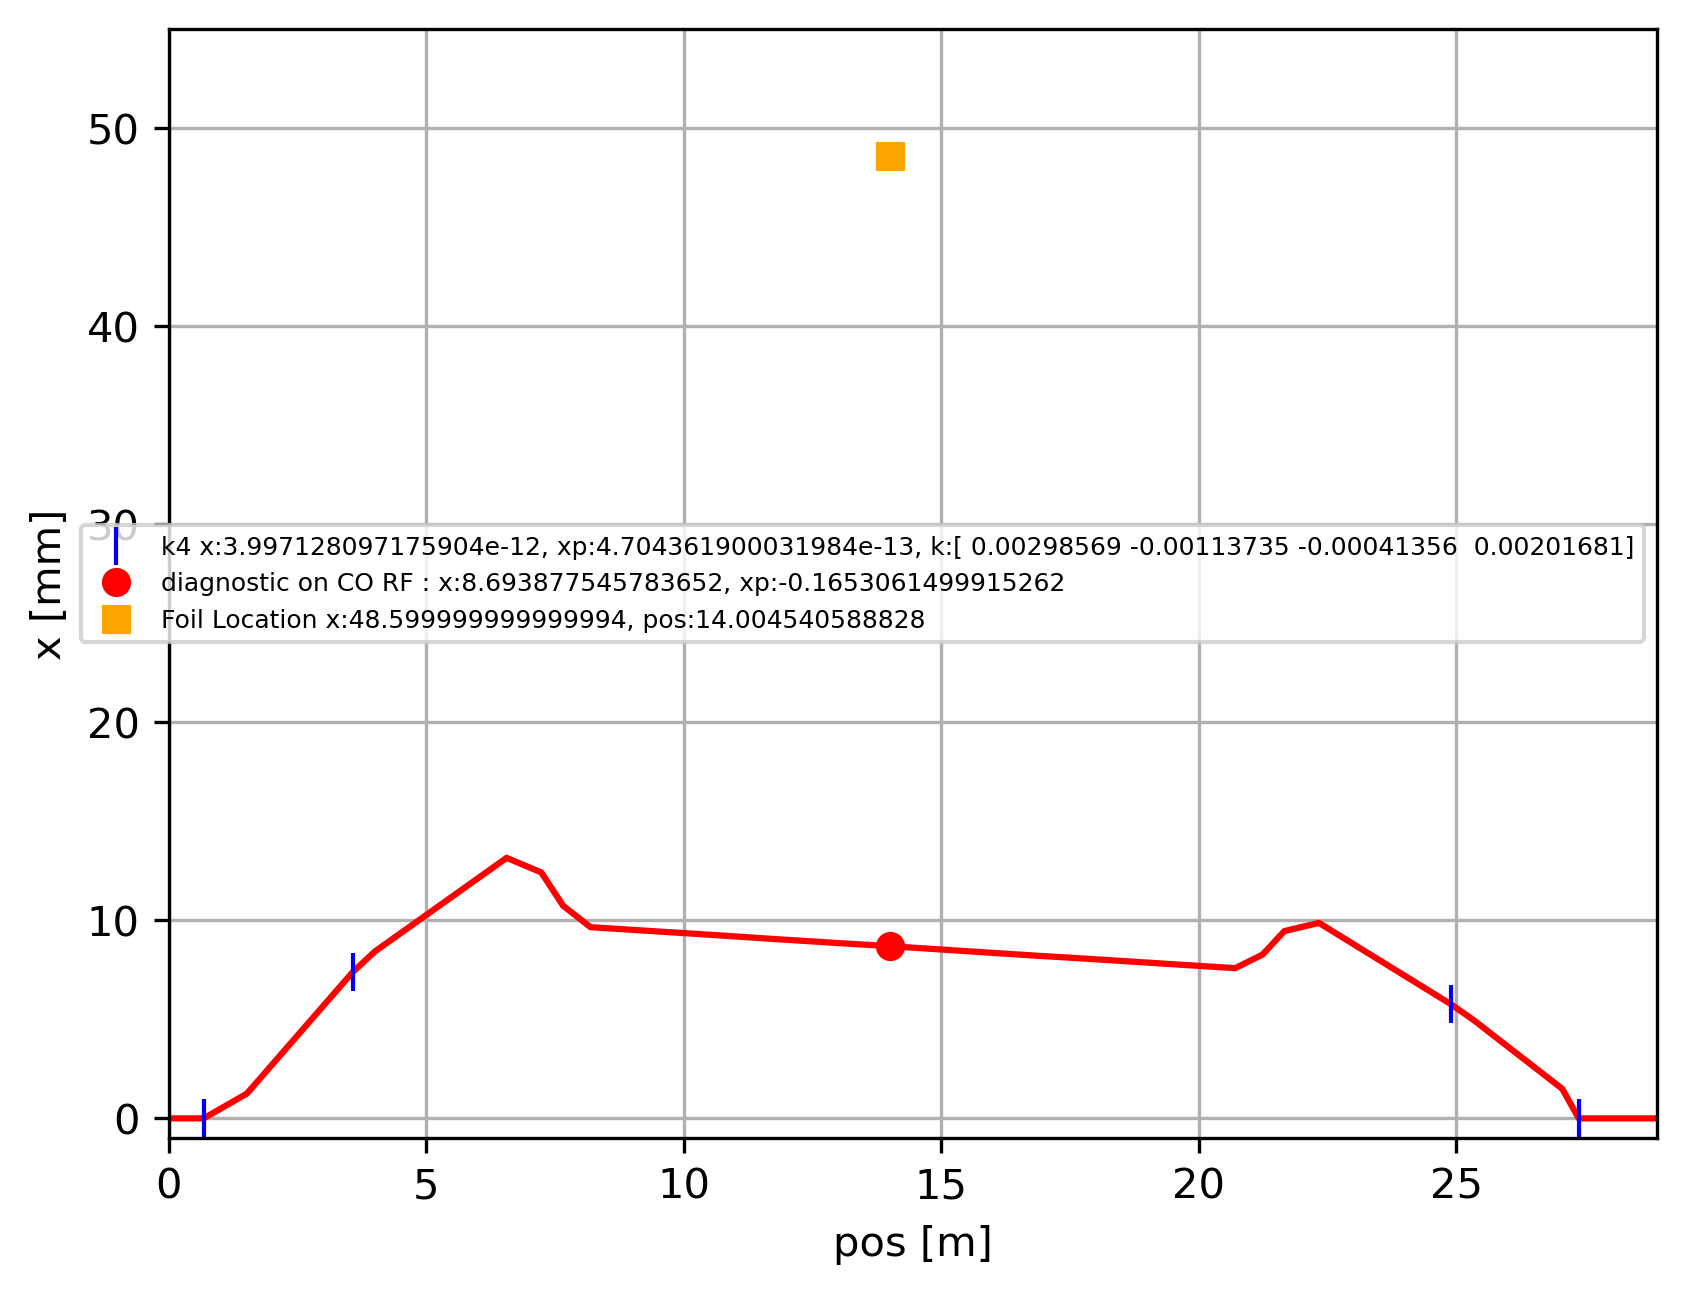 50
40
30
k4 x:3.997128097175904e-12, xp:4.704361900031984e-13, k:[ 0.00298569 -0.00113735 -0.00041356  0.00201681]
diagnostic on CO RF : x:8.693877545783652, xp:-0.1653061499915262
Foil Location x:48.599999999999994, pos:14.004540588828
x [mm]
20
10
0
0 5 10 15 20 25
pos [m]